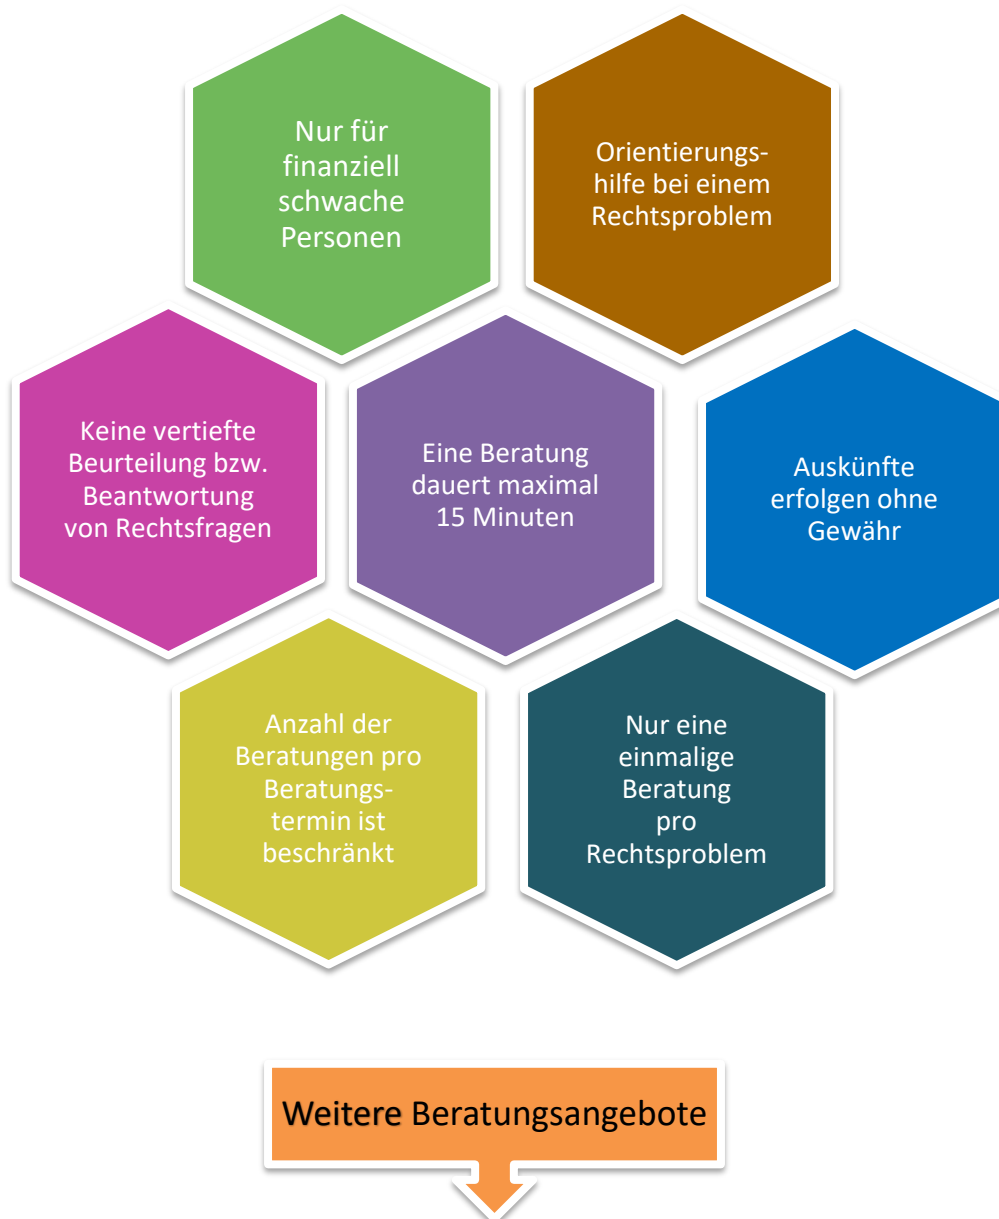 Nur für
finanziell
schwache
Personen
Orientierungs-
hilfe bei einem
Rechtsproblem
Keine vertiefte
Beurteilung bzw.
Beantwortung
von Rechtsfragen
Eine Beratung
dauert maximal
15 Minuten
Auskünfte
erfolgen ohne
Gewähr
Anzahl der
Beratungen pro
Beratungs-
termin ist
beschränkt
Nur eine
einmalige
Beratung
pro
Rechtsproblem
Weitere Beratungsangebote